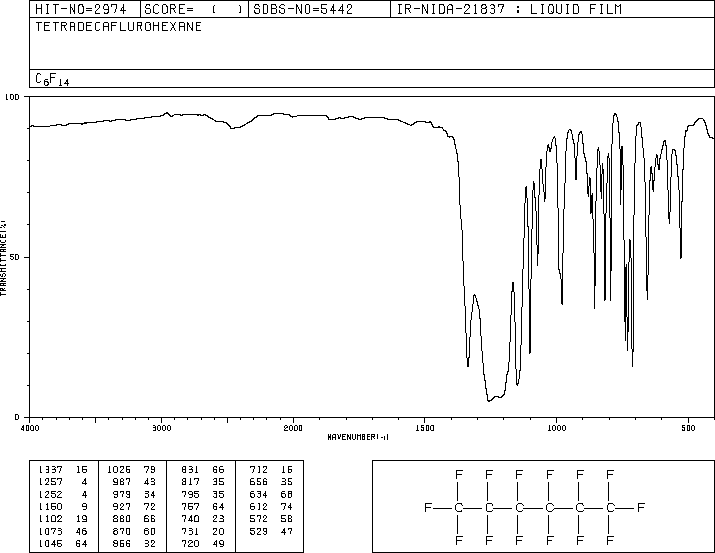 HIT-NO=2974 SCORE= ( ) SDBS-NO=5442 IR-NIDA-21837 : LIQUID FILM
TETRADECAFLUROHEXANE
C6F14
100
50
0
TRANSMITTANCE(%)
4000 3000 2000 1500 1000 500
WAVENUMBER(-1)
1337 16 1026 79 831 66 712 15
1257 4 987 43 817 35 656 35
1252 4 979 34 795 35 634 68
1150 9 927 72 757 64 612 74
1102 19 880 66 740 23 572 58
1073 46 870 60 731 20 529 47
1045 64 856 32 720 49
F F F F F F
F C C C C C C F
F F F F F F